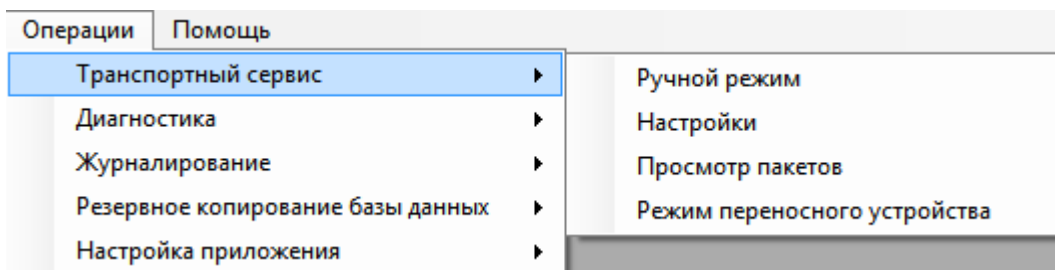 Операции Помощь
Транспортный сервис
Диагностика
Журналирование
Резервное копирование базы данных
Настройка приложения
Ручной режим
Настройки
Просмотр пакетов
Режим переносного устройства